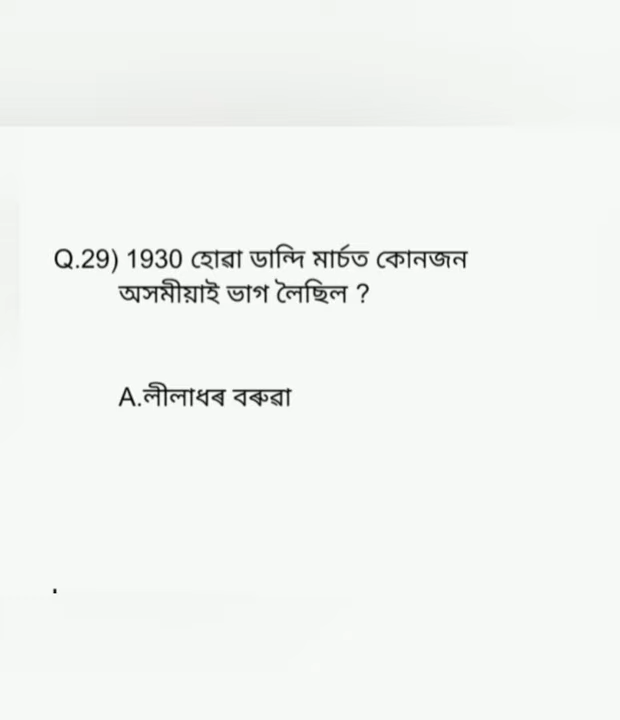 Q.29) 1930 হোৱা ডান্দি মাৰ্চত কোনজন
অসমীয়াই ভাগ লৈছিল ?
A.লীলাধৰ বৰুৱা